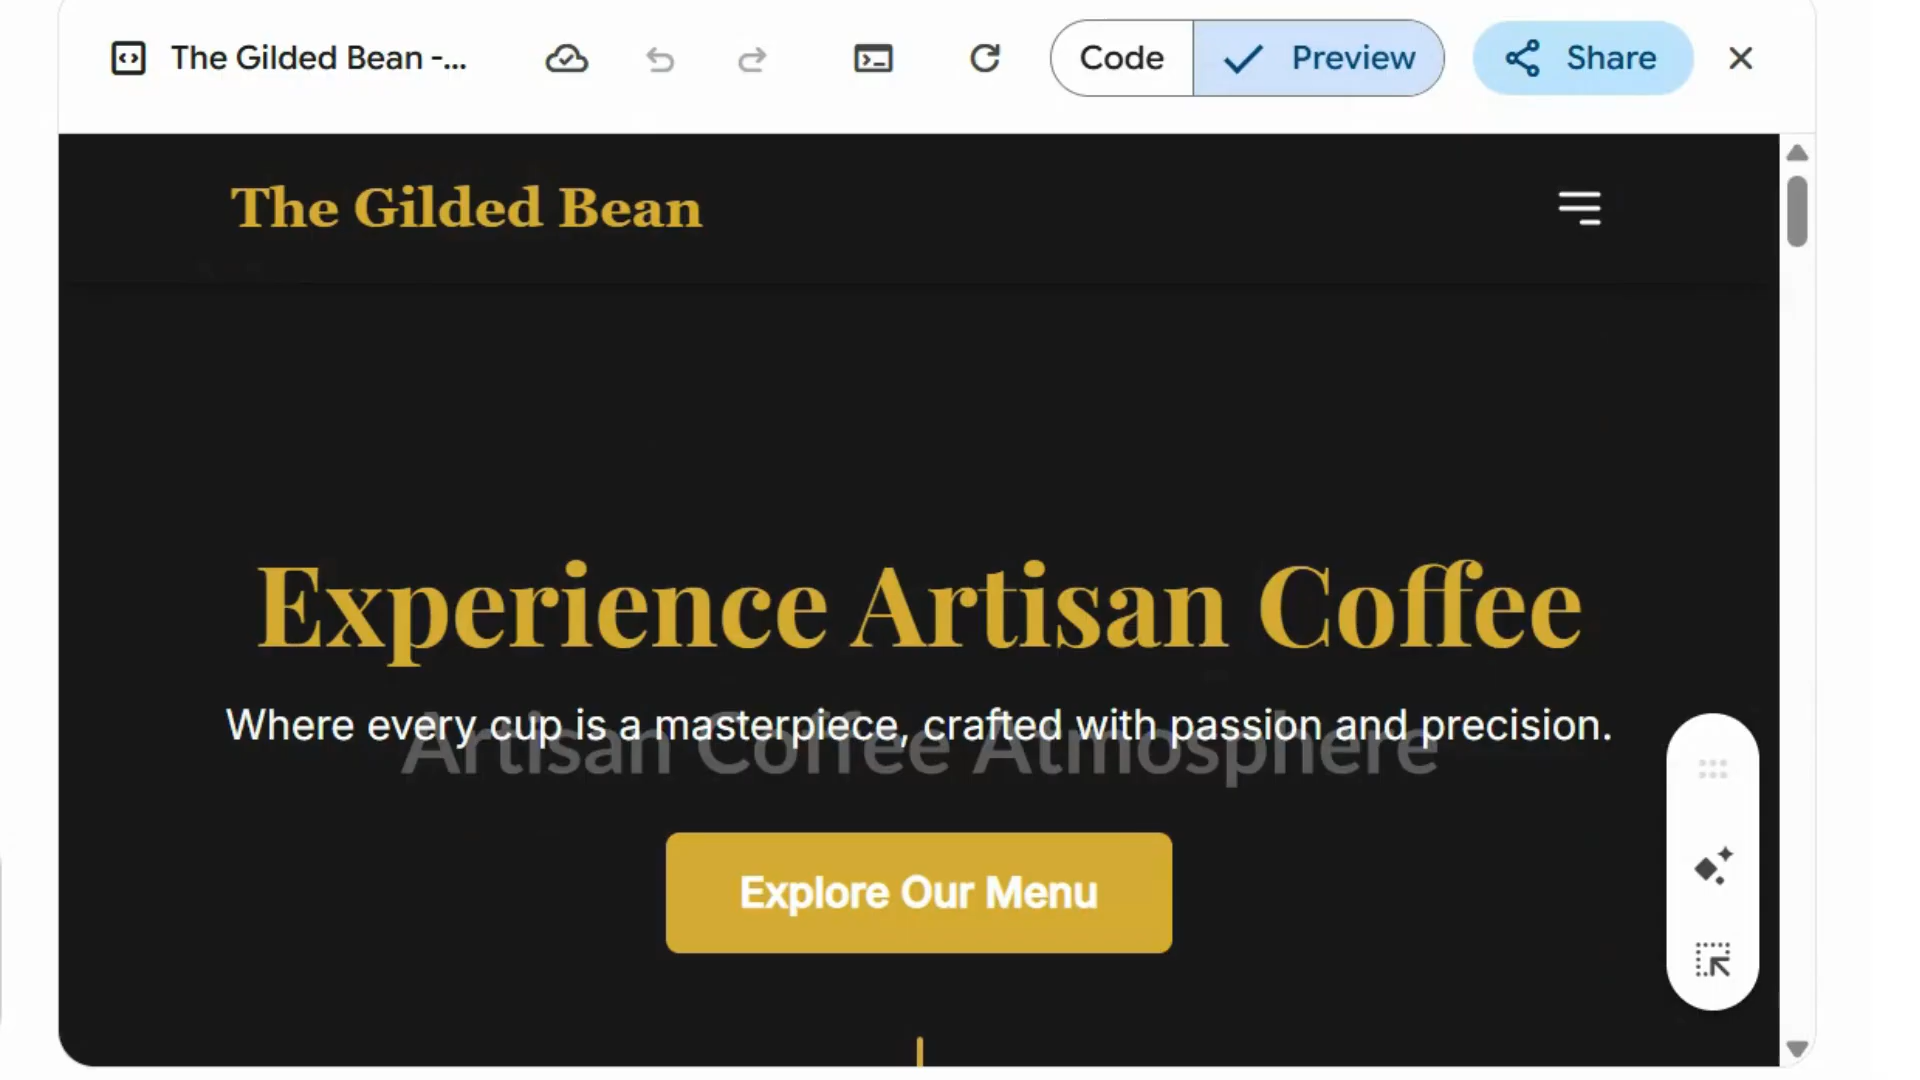 The Gilded Bean -...
Code
Preview
Share
The Gilded Bean
Experience Artisan Coffee
Where every cup is a masterpiece, crafted with passion and precision.
Artisan Coffee Atmosphere
Explore Our Menu